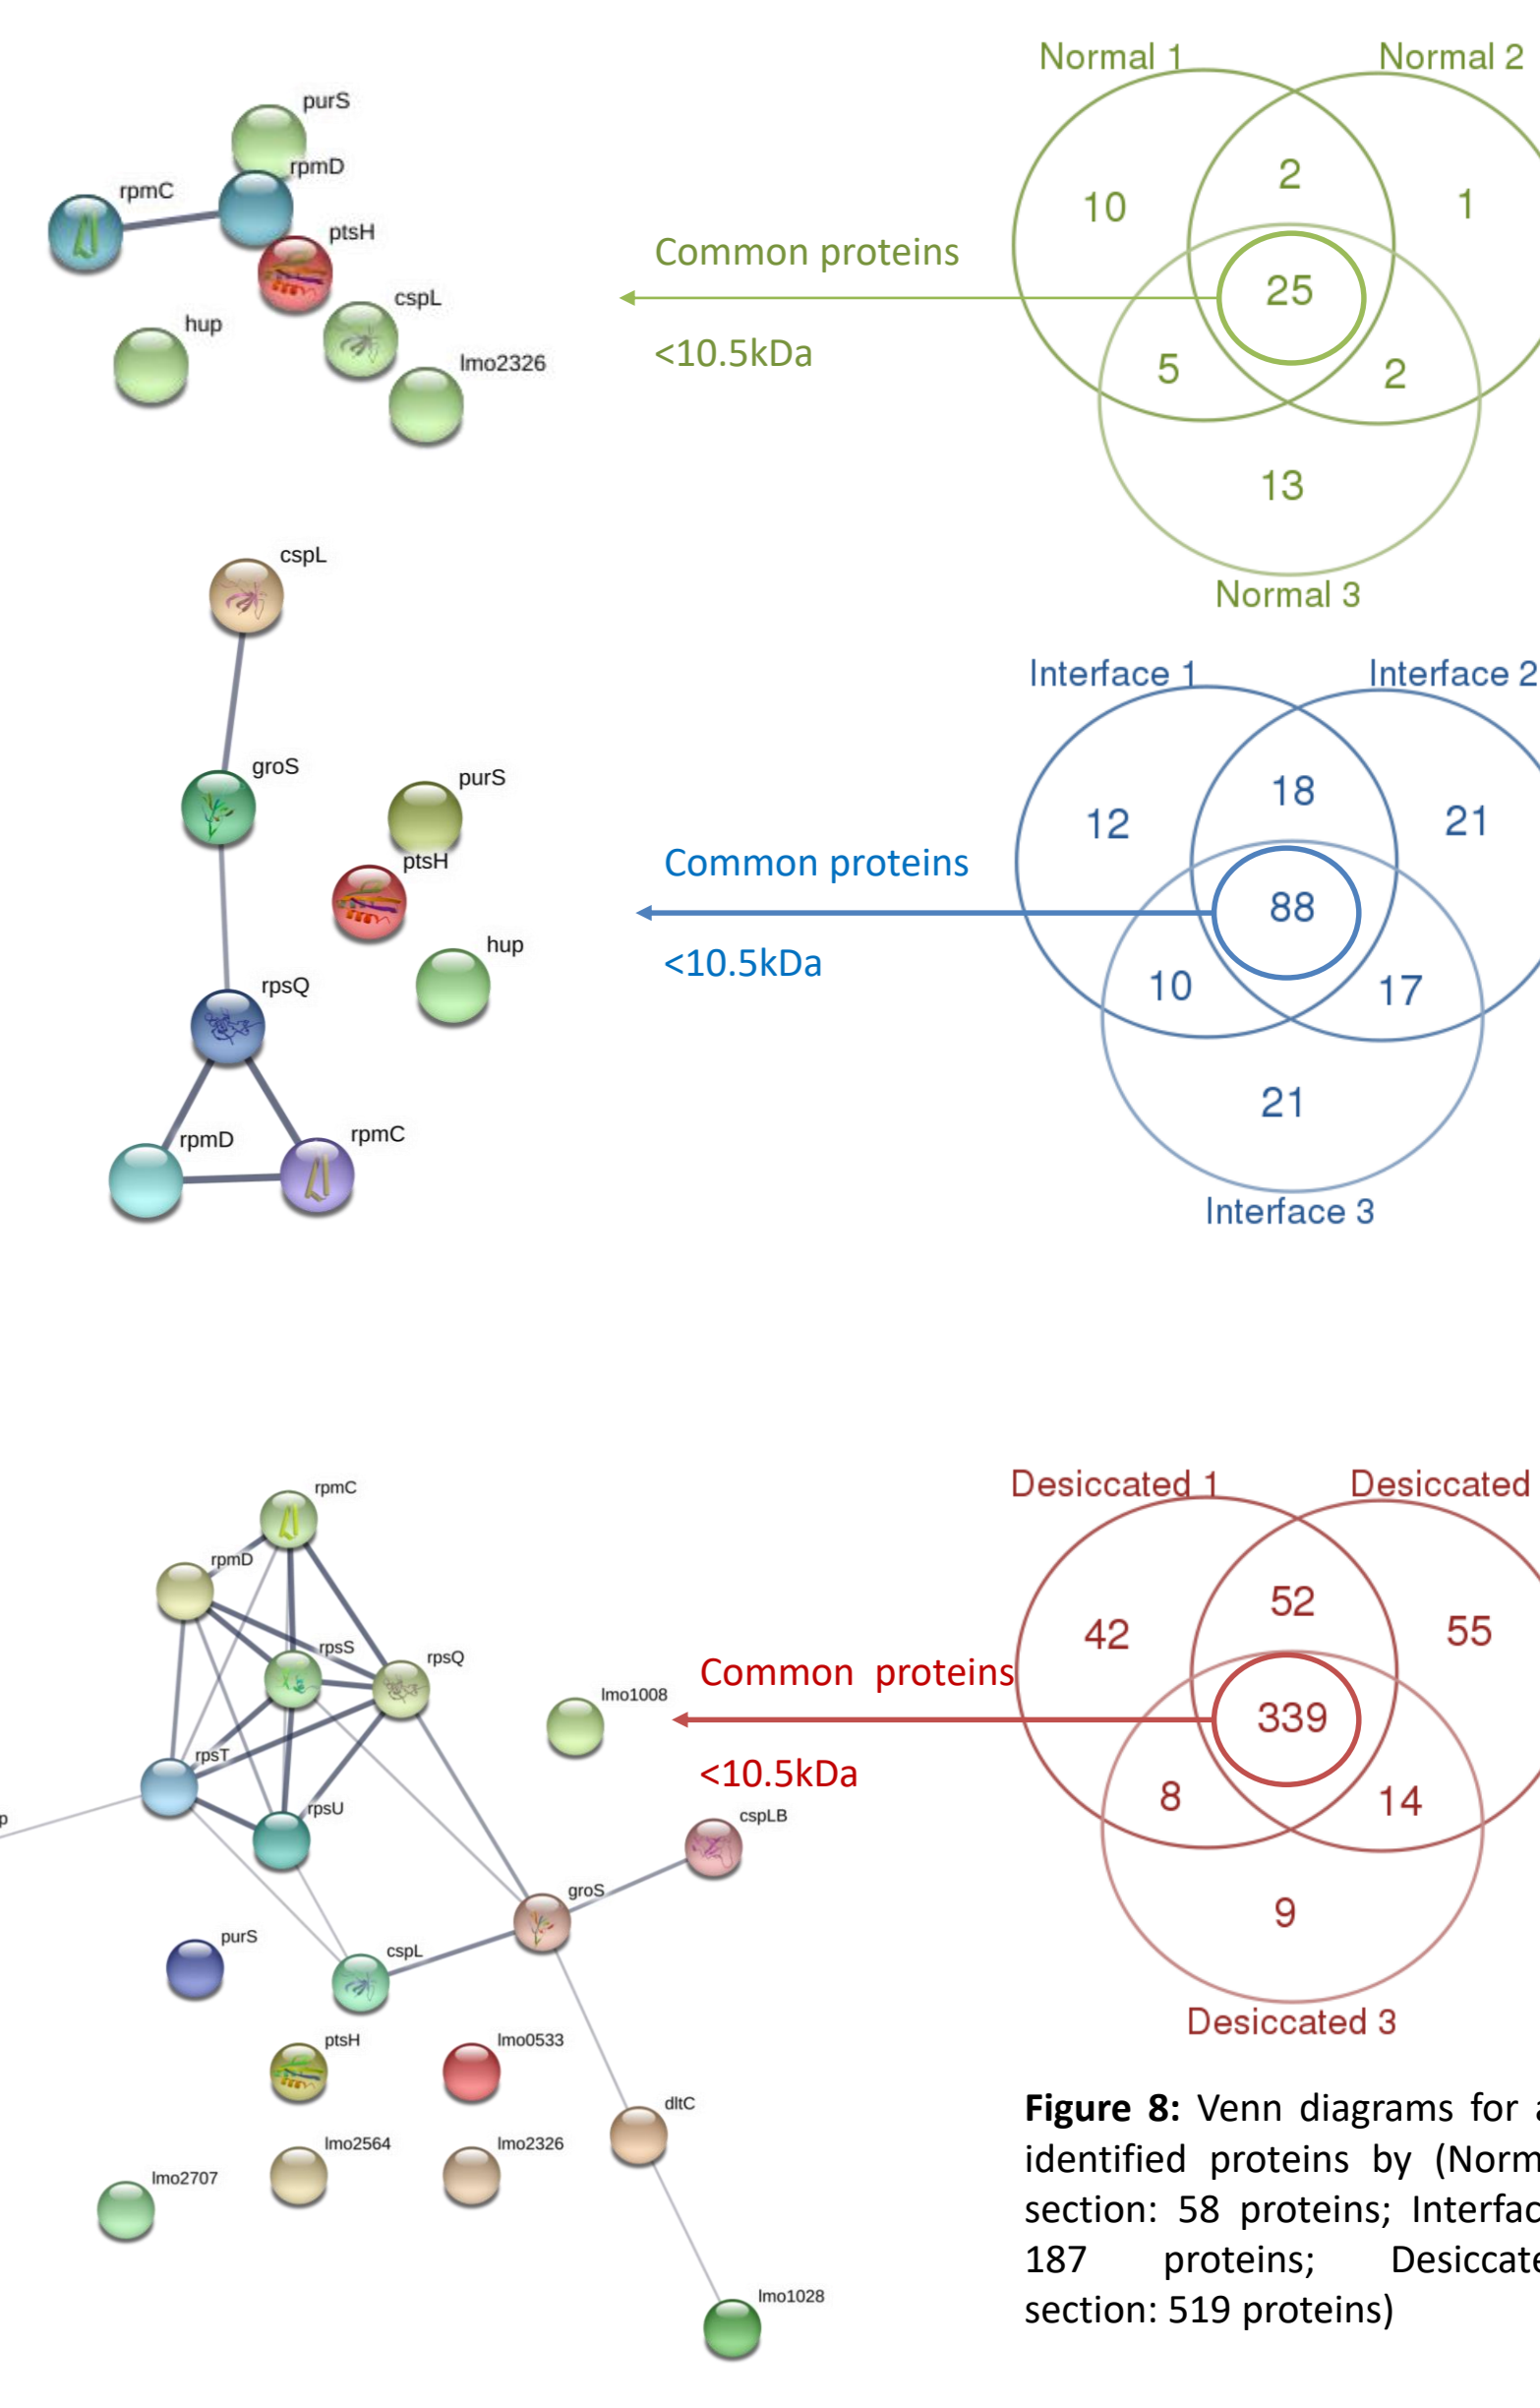 Normal 1
Normal 2
10
2
1
25
5
2
13
Normal 3
Common proteins
<10.5kDa
purS
rpmD
rpmC
ptsH
cspL
hup
lmo2326
Interface 1
Interface 2
12
18
21
88
10
17
21
Interface 3
Common proteins
<10.5kDa
cspL
groS
purS
ptsH
hup
rpsQ
rpmD
rpmC
Desiccated 1
Desiccated
42
52
55
339
8
14
9
Desiccated 3
Common proteins
<10.5kDa
rpmC
rpmD
rpsS
rpsQ
lmo1008
rpsT
rpsU
p
cspLB
groS
purS
cspL
ptsH
lmo0533
dltC
lmo2564
lmo2326
lmo2707
lmo1028
Figure 8: Venn diagrams for a
identified proteins by (Norm
section: 58 proteins; Interfac
187 proteins; Desiccate
section: 519 proteins)